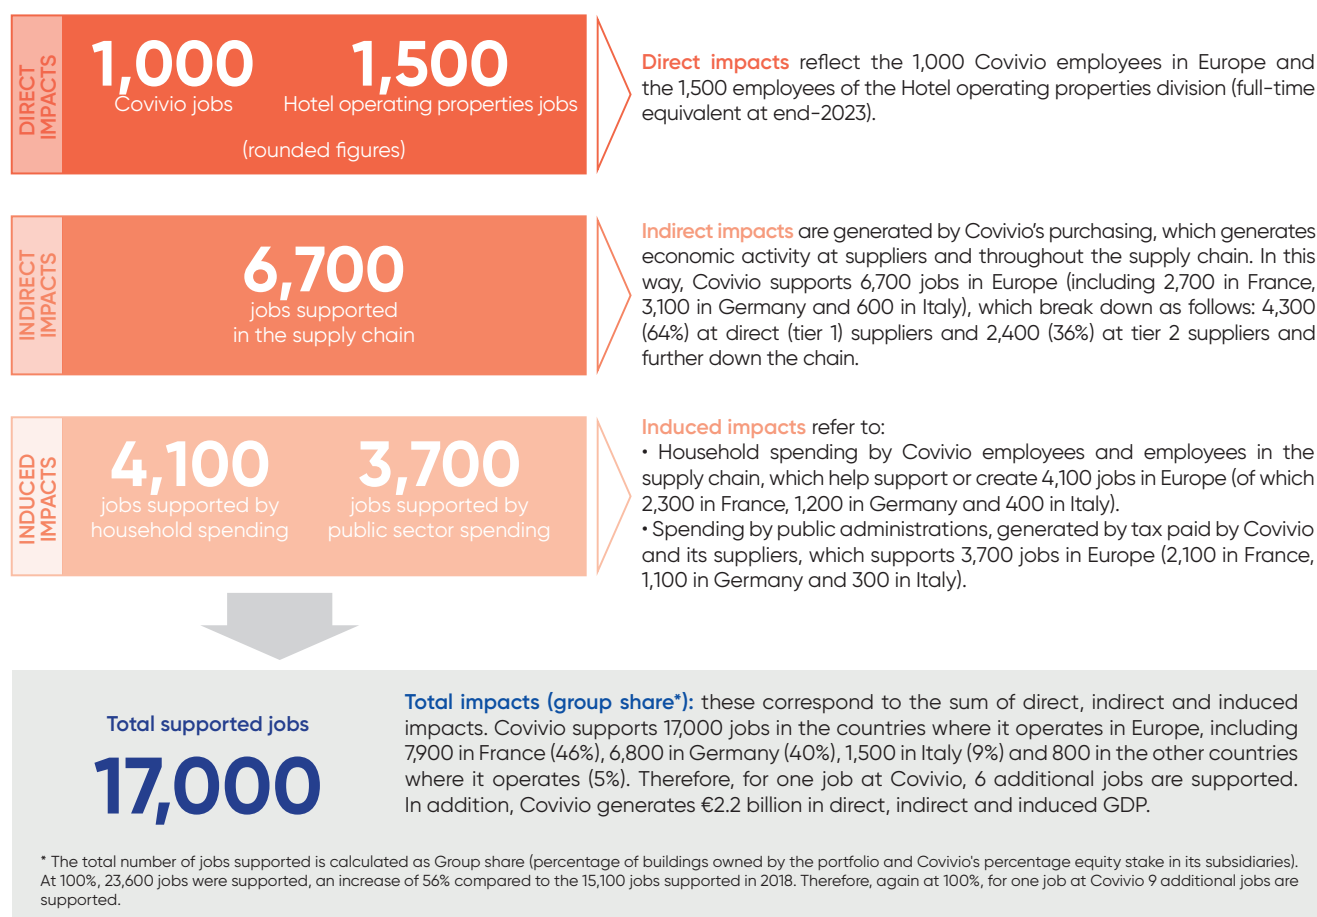 DIRECT
IMPACTS
1,000
Covivio jobs
1,500
Hotel operating properties jobs
(rounded figures)
Direct impacts reflect the 1,000 Covivio employees in Europe and
the 1,500 employees of the Hotel operating properties division (full-time
equivalent at end-2023).
INDIRECT
IMPACTS
6,700
jobs supported
in the supply chain
Indirect impacts are generated by Covivio's purchasing, which generates
economic activity at suppliers and throughout the supply chain. In this
way, Covivio supports 6,700 jobs in Europe (including 2,700 in France,
3,100 in Germany and 600 in Italy), which break down as follows: 4,300
(64%) at direct (tier 1) suppliers and 2,400 (36%) at tier 2 suppliers and
further down the chain.
INDUCED
IMPACTS
4,100
jobs supported by
household spending
3,700
jobs supported by
public sector spending
Induced impacts refer to:
• Household spending by Covivio employees and employees in the
supply chain, which help support or create 4,100 jobs in Europe (of which
2,300 in France, 1,200 in Germany and 400 in Italy).
• Spending by public administrations, generated by tax paid by Covivio
and its suppliers, which supports 3,700 jobs in Europe (2,100 in France,
1,100 in Germany and 300 in Italy).
Total supported jobs
17,000
Total impacts (group share*): these correspond to the sum of direct, indirect and induced
impacts. Covivio supports 17,000 jobs in the countries where it operates in Europe, including
7,900 in France (46%), 6,800 in Germany (40%), 1,500 in Italy (9%) and 800 in the other countries
where it operates (5%). Therefore, for one job at Covivio, 6 additional jobs are supported.
In addition, Covivio generates €2.2 billion in direct, indirect and induced GDP.
* The total number of jobs supported is calculated as Group share (percentage of buildings owned by the portfolio and Covivio's percentage equity stake in its subsidiaries).
At 100%, 23,600 jobs were supported, an increase of 56% compared to the 15,100 jobs supported in 2018. Therefore, again at 100%, for one job at Covivio 9 additional jobs are
supported.